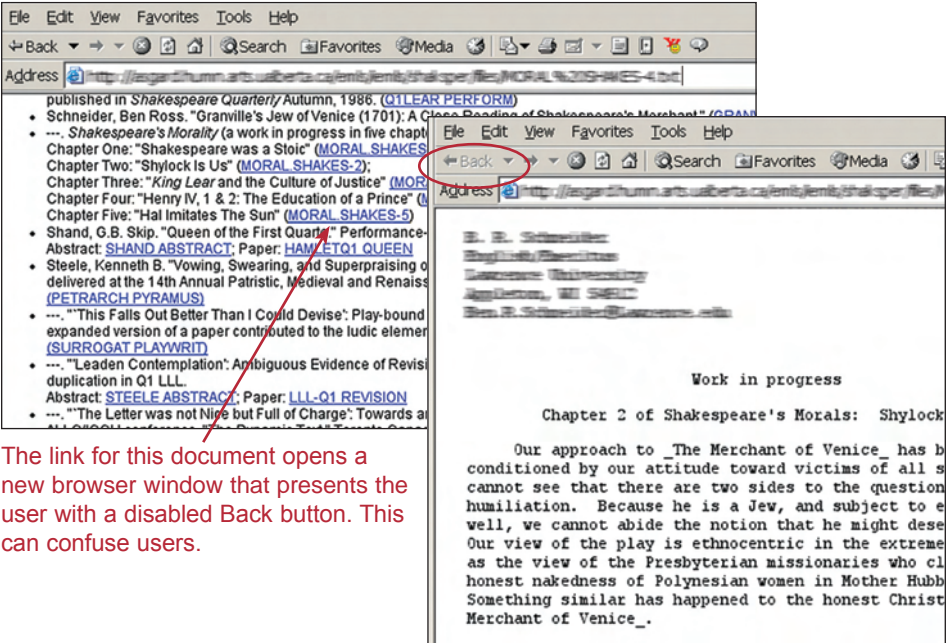 File Edit View Favorites Tools Help
Back Search Favorites Media
Address
published in Shakespeare Quarterly Autumn, 1986. (Q1LEAR PERFORM)
Schneider, Ben Ross. "Granville's Jew of Venice (1701): A Close Reading of Shakespeare's Merchant" (GRAN
---. Shakespeare's Morality (a work in progress in five chapt
Chapter One: "Shakespeare was a Stoic" (MORAL.SHAKES
Chapter Two: "Shylock Is Us" (MORAL.SHAKES-2);
Chapter Three: "King Lear and the Culture of Justice" (MOR
Chapter Four: "Henry IV, 1 & 2: The Education of a Prince" (M
Chapter Five: "Hal Imitates The Sun" (MORAL.SHAKES-5)
Shand, G.B. Skip. "Queen of the First Quarto." Performance-
Abstract: SHAND ABSTRACT; Paper: HAMLETQ1 QUEEN
Steele, Kenneth B. "Vowing, Swearing, and Superpraising o
delivered at the 14th Annual Patristic, Medieval and Renaiss
(PETRARCH PYRAMUS)
---. "'This Falls Out Better Than I Could Devise': Play-bound
expanded version of a paper contributed to the ludic elemer
(SURROGAT PLAYWRIT)
---. "'Leaden Contemplation': Ambiguous Evidence of Revisi
duplication in Q1 LLL.
Abstract: STEELE ABSTRACT; Paper: LLL-Q1 REVISION
---. "'The Letter was not Nice but Full of Charge': Towards a
File Edit View Favorites Tools Help
Back Search Favorites Media
Address
Work in progress
Chapter 2 of Shakespeare's Morals: Shylock
Our approach to _The Merchant of Venice_ has b
conditioned by our attitude toward victims of all s
cannot see that there are two sides to the question
humiliation. Because he is a Jew, and subject to e
well, we cannot abide the notion that he might dese
Our view of the play is ethnocentric in the extreme
as the view of the Presbyterian missionaries who cl
honest nakedness of Polynesian women in Mother Hubb
Something similar has happened to the honest Christ
Merchant of Venice_.
The link for this document opens a
new browser window that presents the
user with a disabled Back button. This
can confuse users.